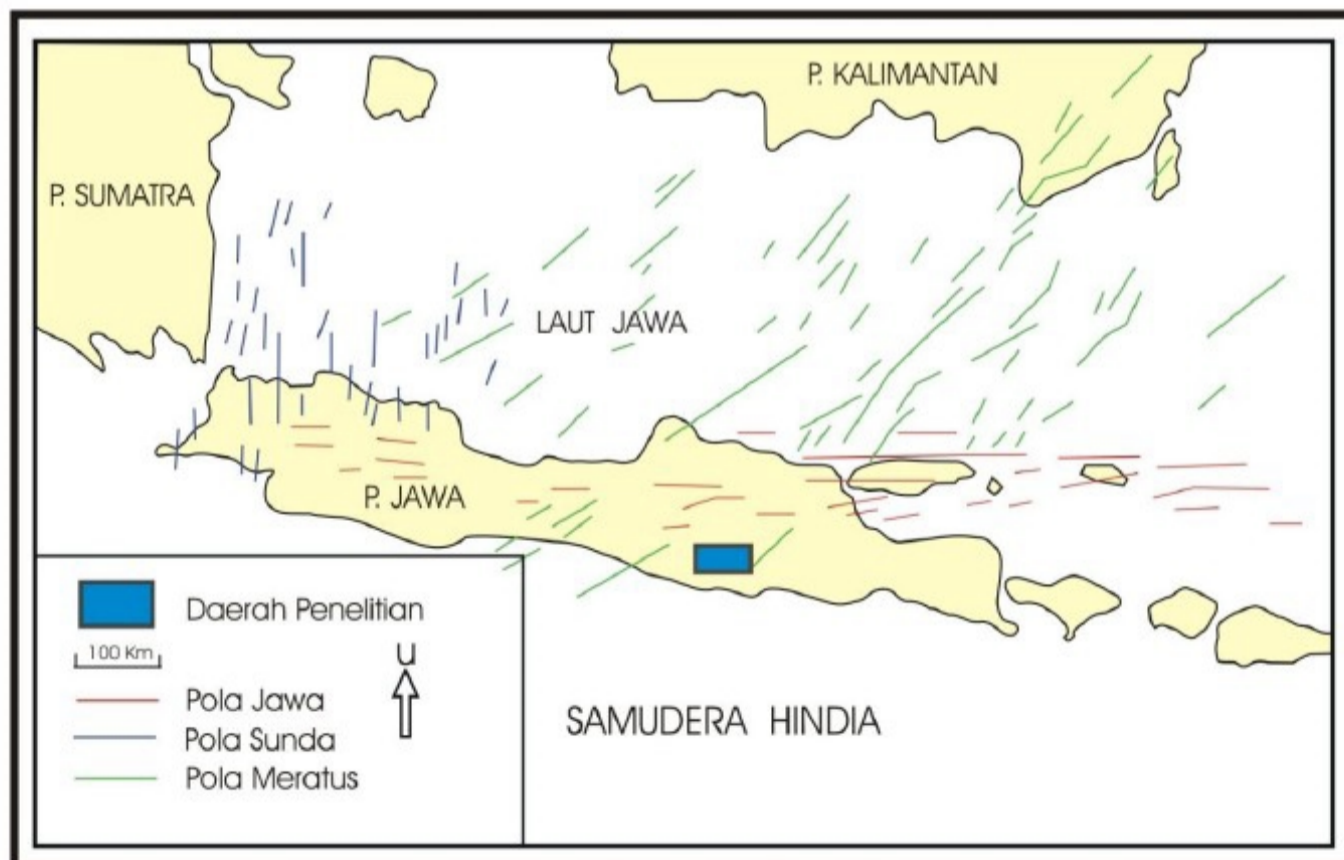 P. KALIMANTAN
P. SUMATRA
LAUT JAWA
P. JAWA
Daerah Penelitian
100 Km
U
Pola Jawa
Pola Sunda
Pola Meratus
SAMUDERA HINDIA